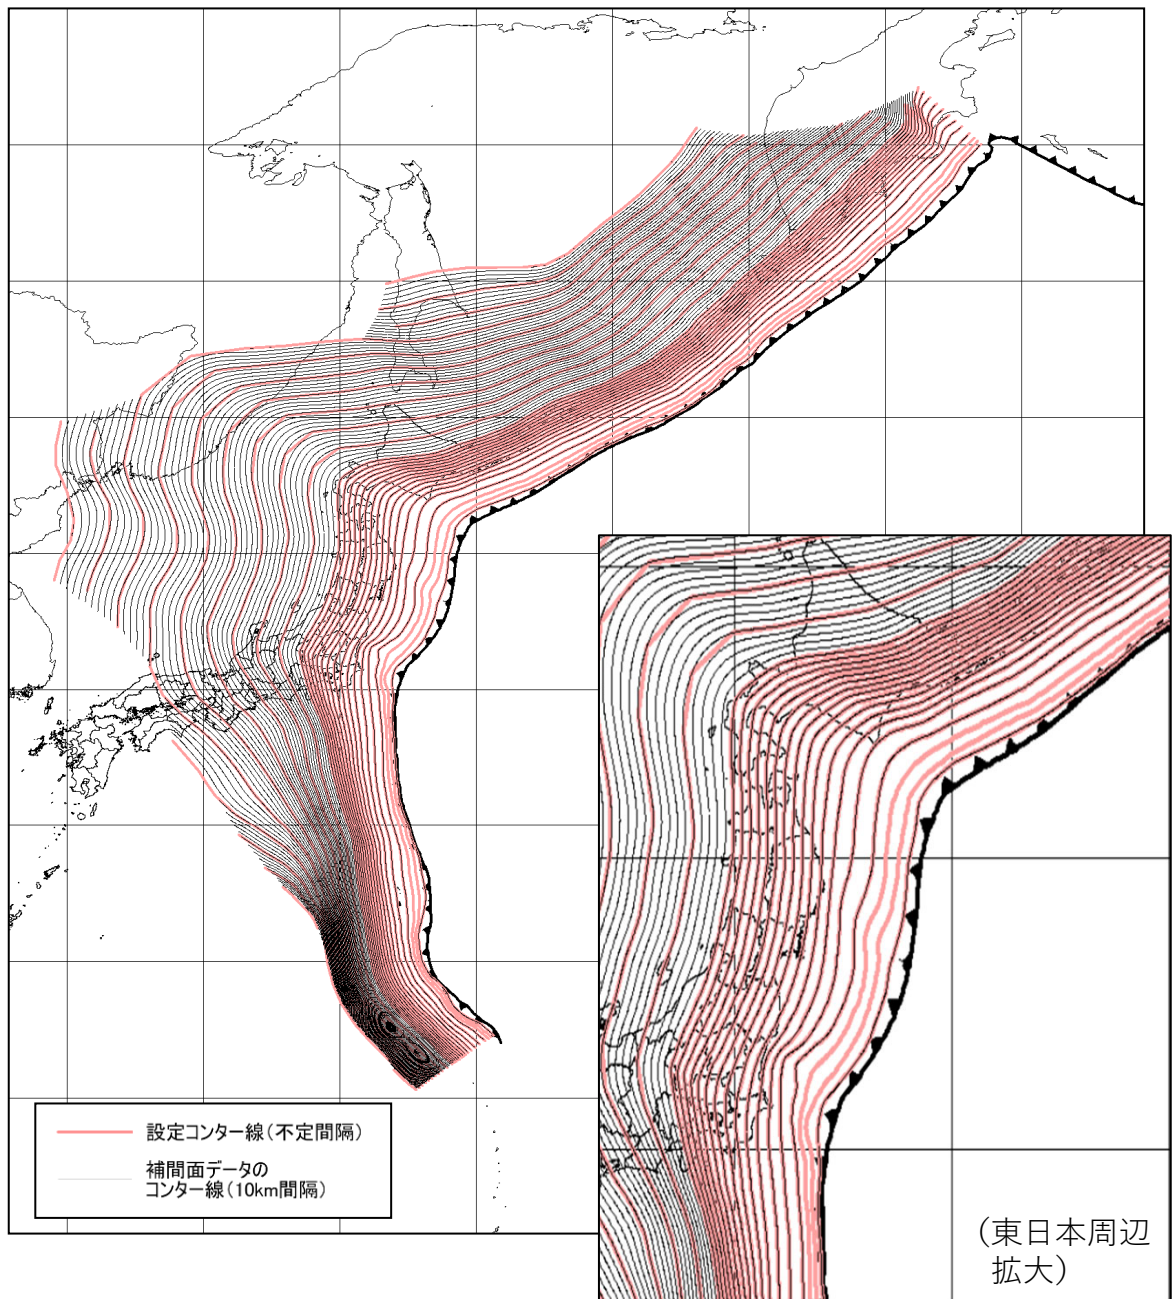 設定コンター線(不定間隔)
補間面データの
コンター線(10km間隔)
(東日本周辺
拡大)